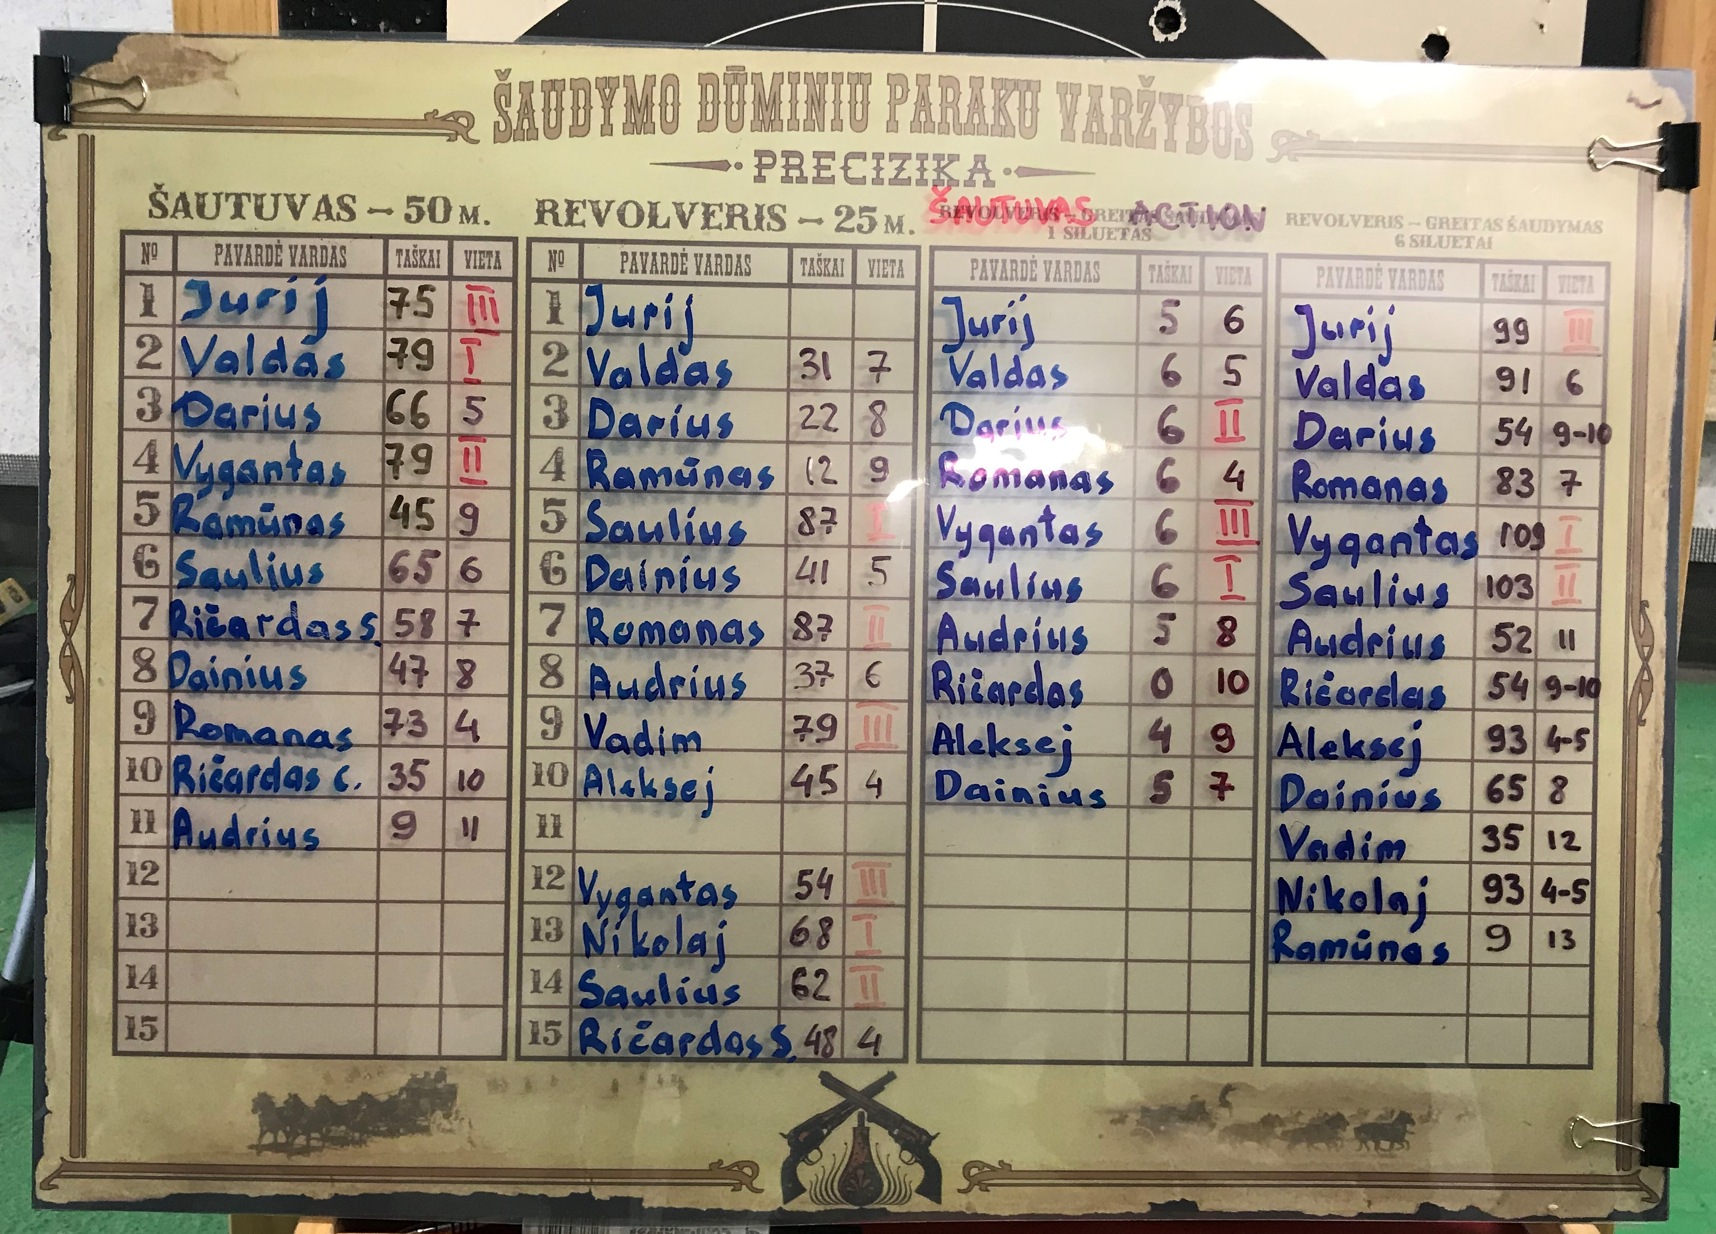 ŠAUDYMO DŪMINIU PARAKU VARŽYBOS
PRECIZIKA
ŠAUTUVAS – 50 M.
Nº PAVARDĖ VARDAS TAŠKAI VIETA
1 Jurij 75 III
2 Valdas 79 I
3 Darius 66 5
4 Vygantas 79 II
5 Ramūnas 45 9
6 Saulius 65 6
7 Ričardas S. 58 7
8 Dainius 47 8
9 Romanas 73 4
10 Ričardas C. 35 10
11 Audrius 9 11
12
13
14
15
REVOLVERIS – 25 M.
Nº PAVARDĖ VARDAS TAŠKAI VIETA
1 Jurij
2 Valdas 31 7
3 Darius 22 8
4 Ramūnas 12 9
5 Saulius 87 I
6 Dainius 41 5
7 Romanas 87 II
8 Audrius 37 6
9 Vadim 79 III
10 Aleksej 45 4
11
12 Vygantas 54 III
13 Nikolaj 68 I
14 Saulius 62 II
15 Ričardas S. 48 4
ŠAUTUVAS ACTION
REVOLVERIS –
1 SILUETAS
PAVARDĖ VARDAS TAŠKAI VIETA
Jurij 5 6
Valdas 6 5
Darius 6 II
Romanas 6 4
Vygantas 6 III
Saulius 6 I
Audrius 5 8
Ričardas 0 10
Aleksej 4 9
Dainius 5 7
REVOLVERIS – GREITAS ŠAUDYMAS
6 SILUETAI
PAVARDĖ VARDAS TAŠKAI VIETA
Jurij 99 III
Valdas 91 6
Darius 54 9-10
Romanas 83 7
Vygantas 109 I
Saulius 103 II
Audrius 52 11
Ričardas 54 9-10
Aleksej 93 4-5
Dainius 65 8
Vadim 35 12
Nikolaj 93 4-5
Ramūnas 9 13